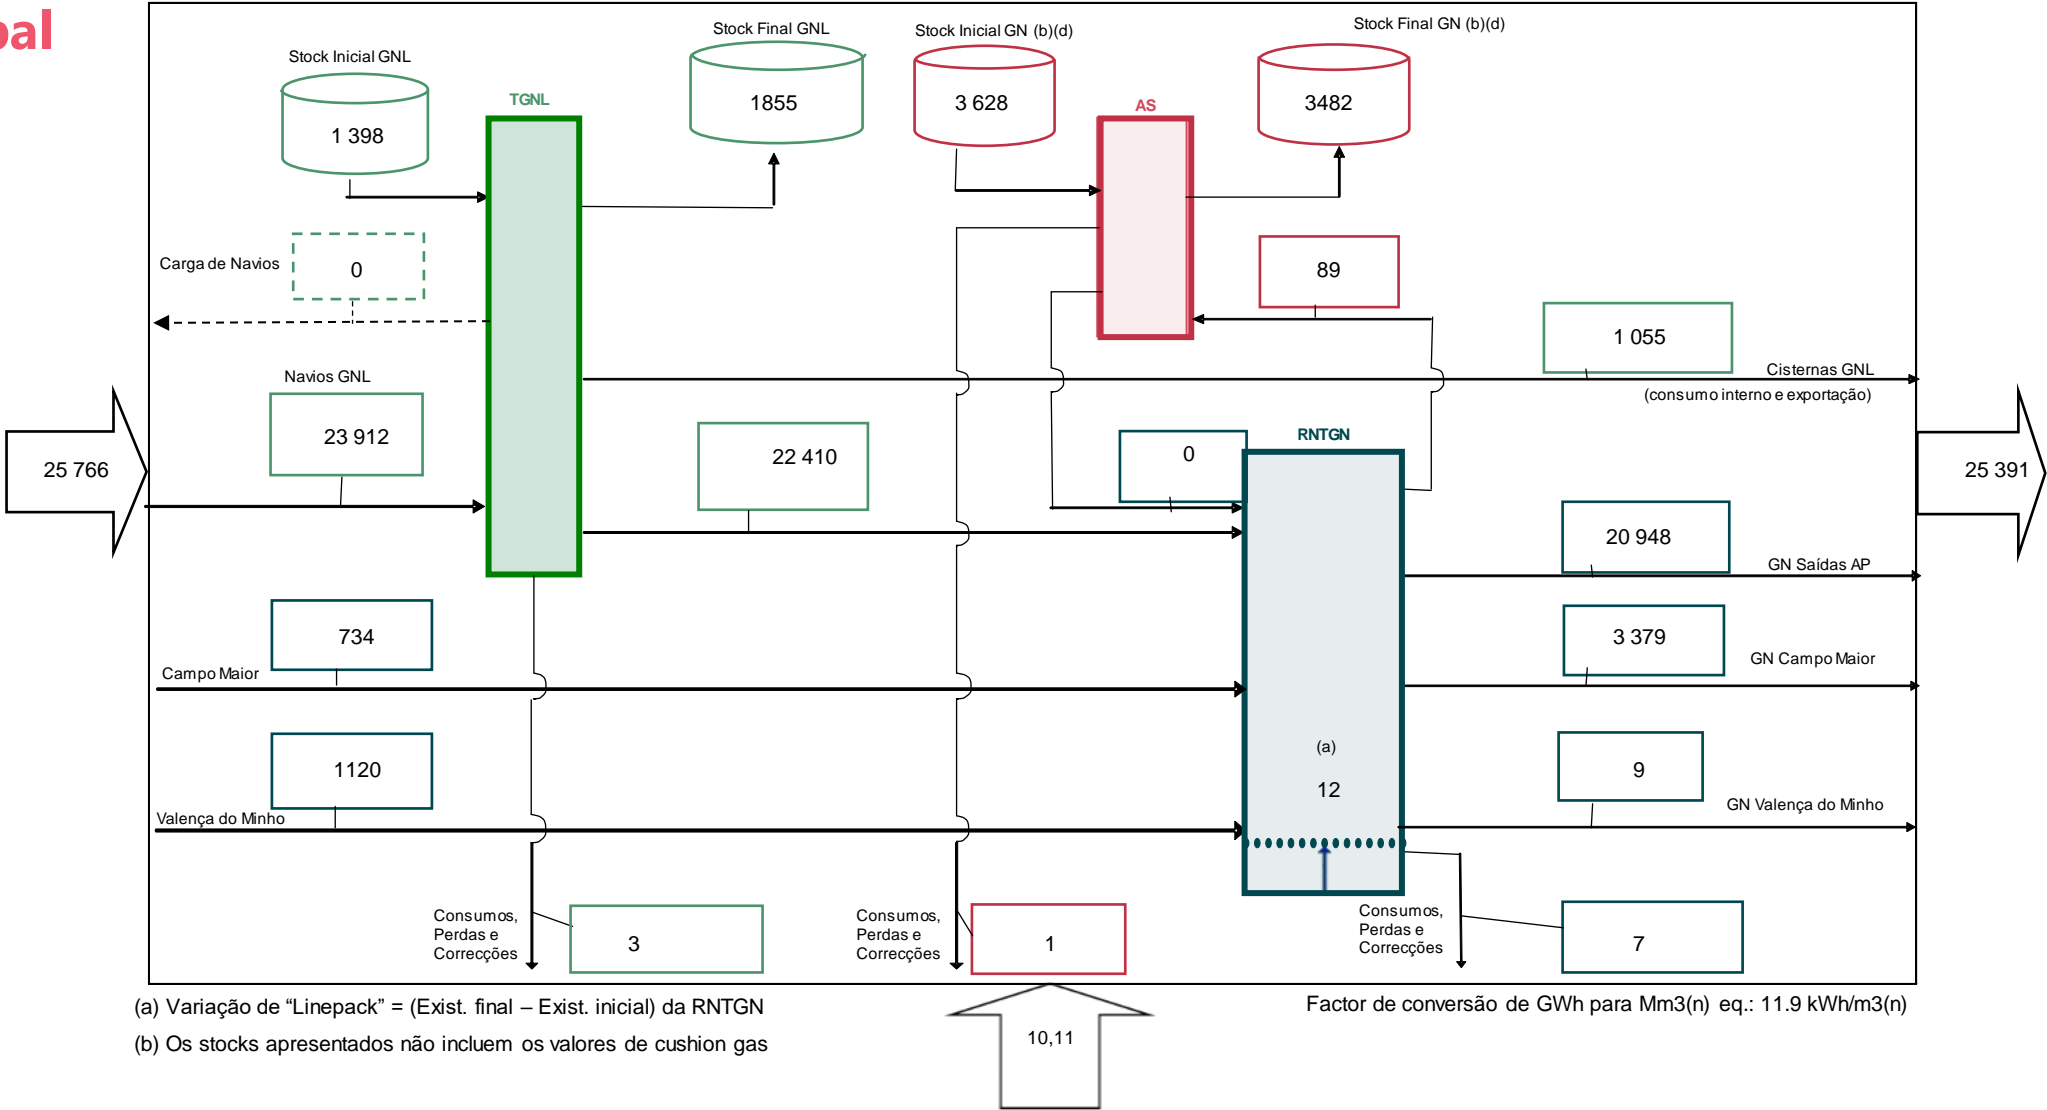 bal
Stock Inicial GNL
1 398
TGNL
Stock Final GNL
1855
Stock Inicial GN (b)(d)
3 628
AS
Stock Final GN (b)(d)
3482
Carga de Navios
0
89
1 055
Cisternas GNL
(consumo interno e exportação)
Navios GNL
23 912
22 410
0
RNTGN
25 766
25 391
20 948
GN Saídas AP
734
Campo Maior
3 379
GN Campo Maior
1120
Valença do Minho
(a)
12
9
GN Valença do Minho
Consumos,
Perdas e
Correcções
3
Consumos,
Perdas e
Correcções
1
Consumos,
Perdas e
Correcções
7
(a) Variação de “Linepack” = (Exist. final – Exist. inicial) da RNTGN
Factor de conversão de GWh para Mm3(n) eq.: 11.9 kWh/m3(n)
(b) Os stocks apresentados não incluem os valores de cushion gas
10,11